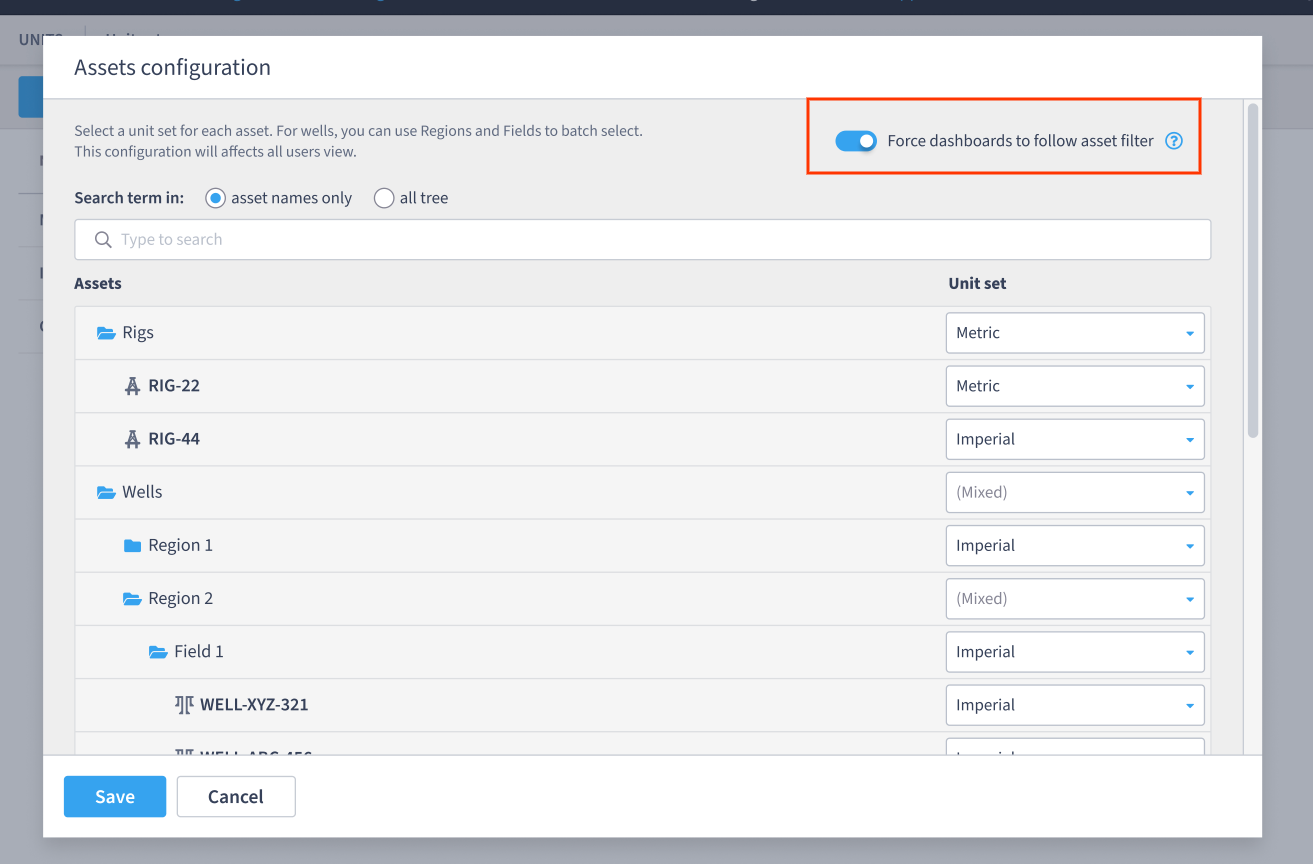 Assets configuration
Select a unit set for each asset. For wells, you can use Regions and Fields to batch select.
This configuration will affects all users view.
Force dashboards to follow asset filter
Search term in: asset names only all tree
Type to search
Assets Unit set
Rigs Metric
RIG-22 Metric
RIG-44 Imperial
Wells (Mixed)
Region 1 Imperial
Region 2 (Mixed)
Field 1 Imperial
WELL-XYZ-321 Imperial
Save Cancel